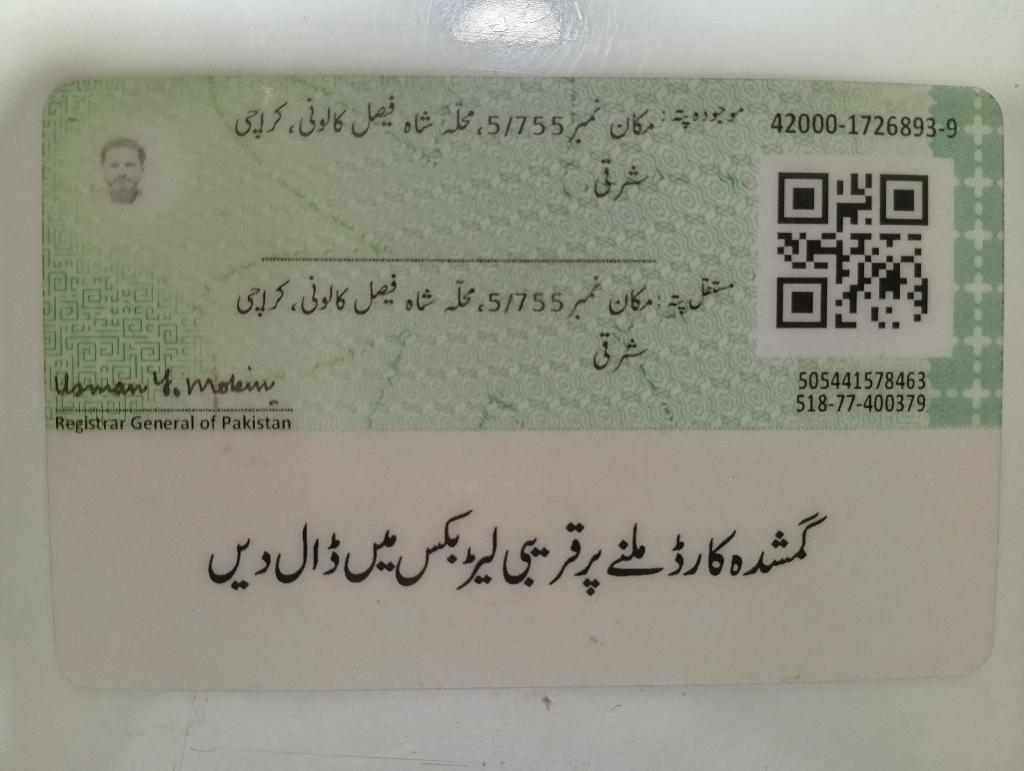 موجودہ پتہ: مکان نمبر 5/755، محلّہ شاہ فیصل کالونی، کراچی
شرقی
42000-1726893-9
مستقل پتہ: مکان نمبر 5/755، محلّہ شاہ فیصل کالونی، کراچی
شرقی
505441578463
518-77-400379
Usman Y. Mobin
Registrar General of Pakistan
گمشدہ کارڈ ملنے پر قریبی لیٹر بکس میں ڈال دیں